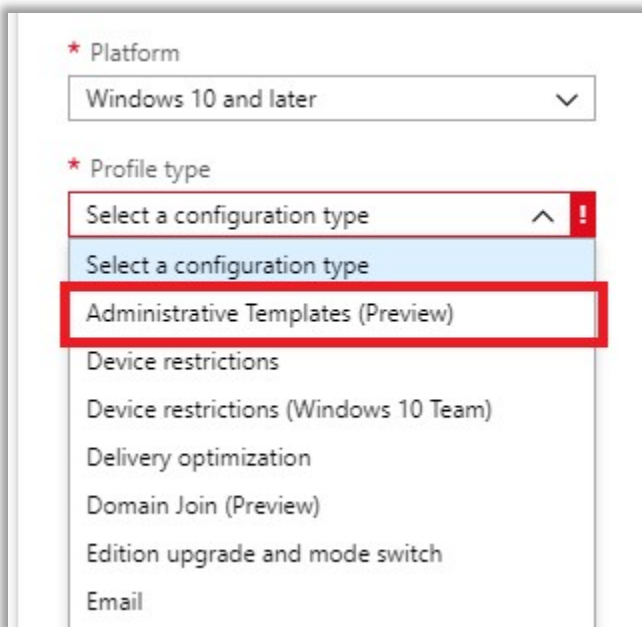 * Platform
Windows 10 and later
* Profile type
Select a configuration type !
Select a configuration type
Administrative Templates (Preview)
Device restrictions
Device restrictions (Windows 10 Team)
Delivery optimization
Domain Join (Preview)
Edition upgrade and mode switch
Email